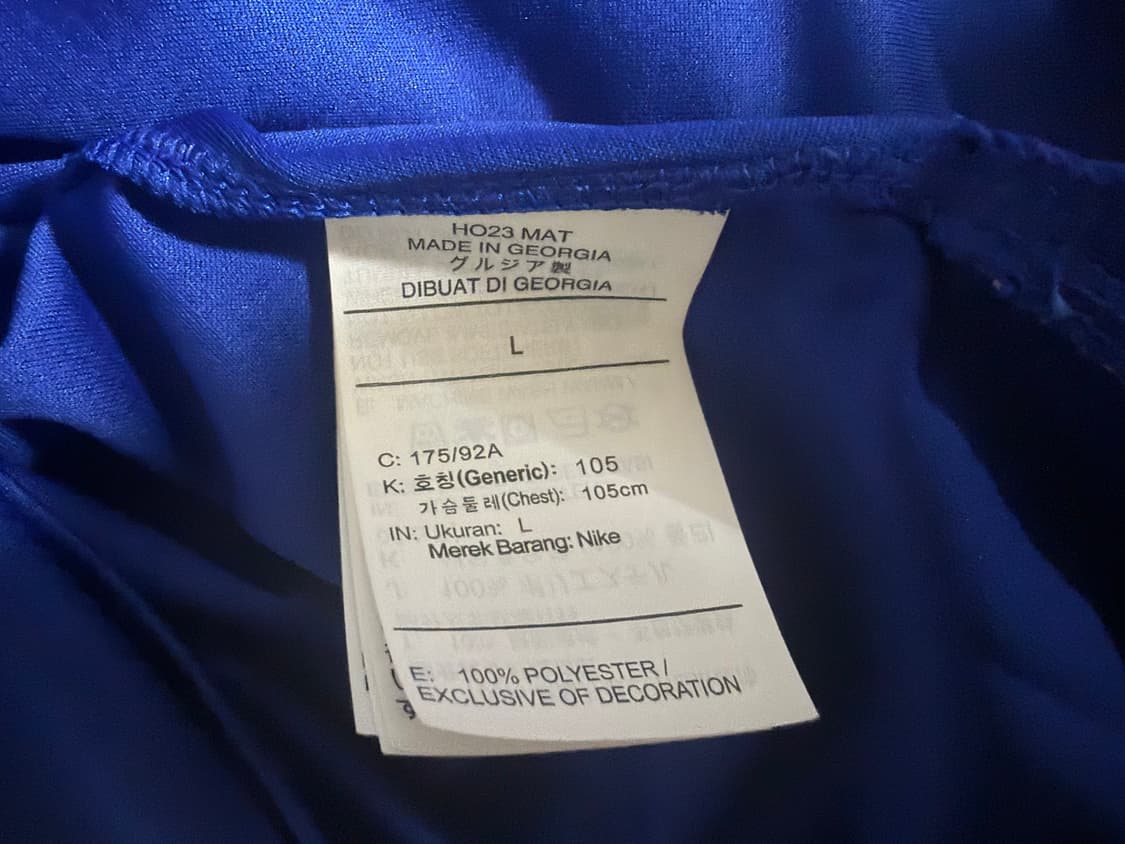 HO23 MAT
MADE IN GEORGIA
グルジア製
DIBUAT DI GEORGIA
L
C: 175/92A
K: 호칭(Generic): 105
가슴둘레(Chest): 105cm
IN: Ukuran: L
Merek Barang: Nike
E: 100% POLYESTER /
EXCLUSIVE OF DECORATION